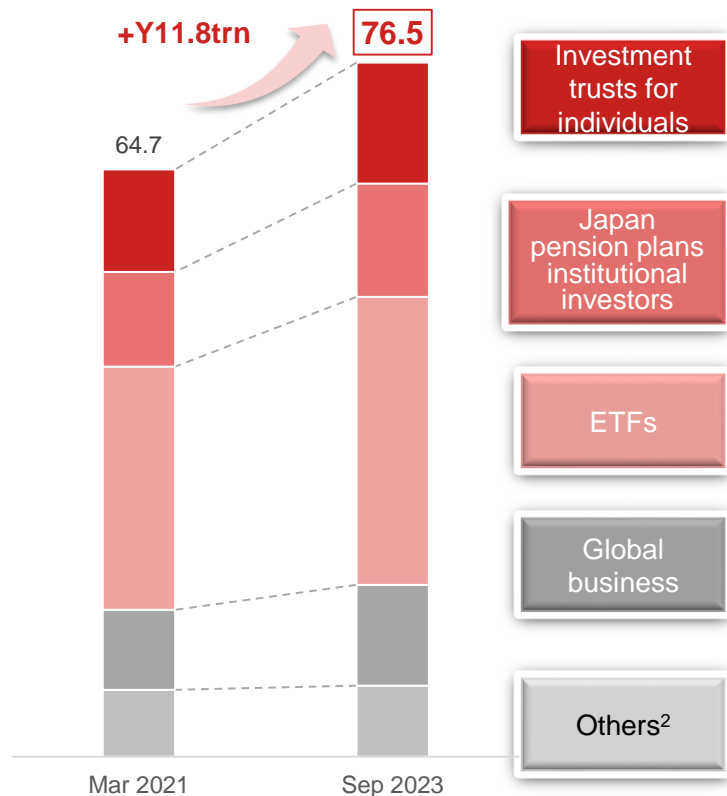 +Y11.8trn
76.5
64.7
Investment
trusts for
individuals
Japan
pension plans
institutional
investors
ETFs
Global
business
Others²
Mar 2021
Sep 2023